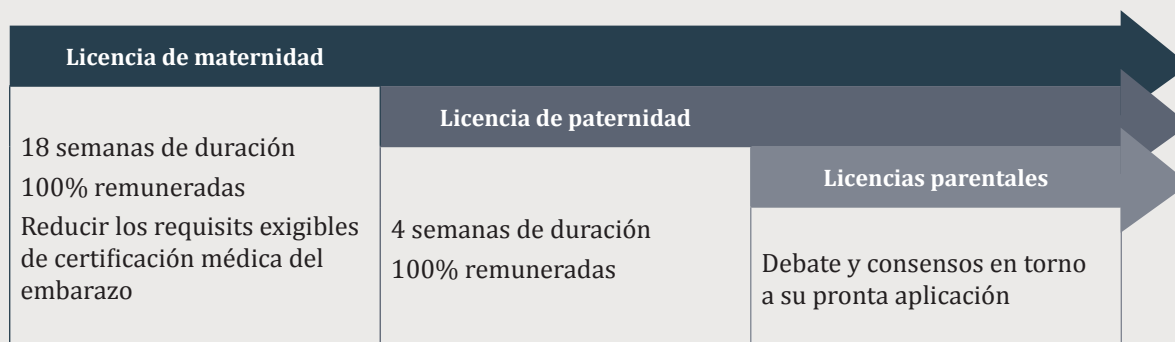 Licencia de maternidad
18 semanas de duración
100% remuneradas
Reducir los requisits exigibles
de certificación médica del
embarazo
Licencia de paternidad
4 semanas de duración
100% remuneradas
Licencias parentales
Debate y consensos en torno
a su pronta aplicación